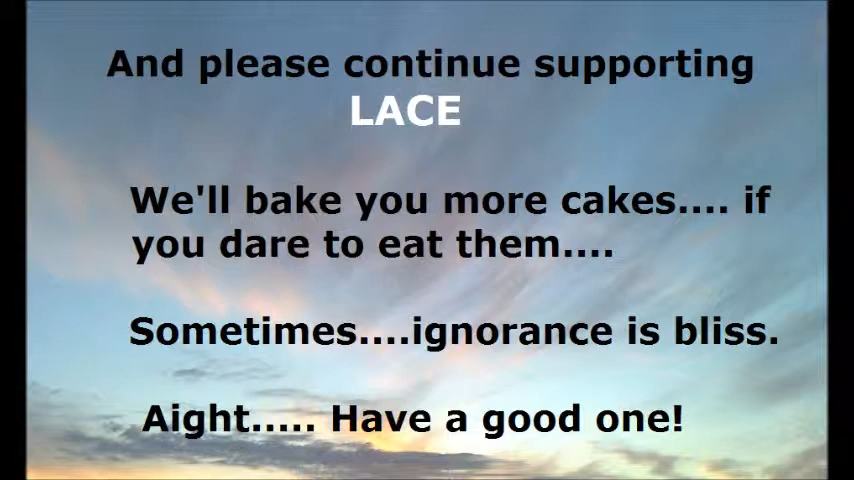 And please continue supporting
LACE
We'll bake you more cakes.... if
you dare to eat them....
Sometimes....ignorance is bliss.
Aight..... Have a good one!